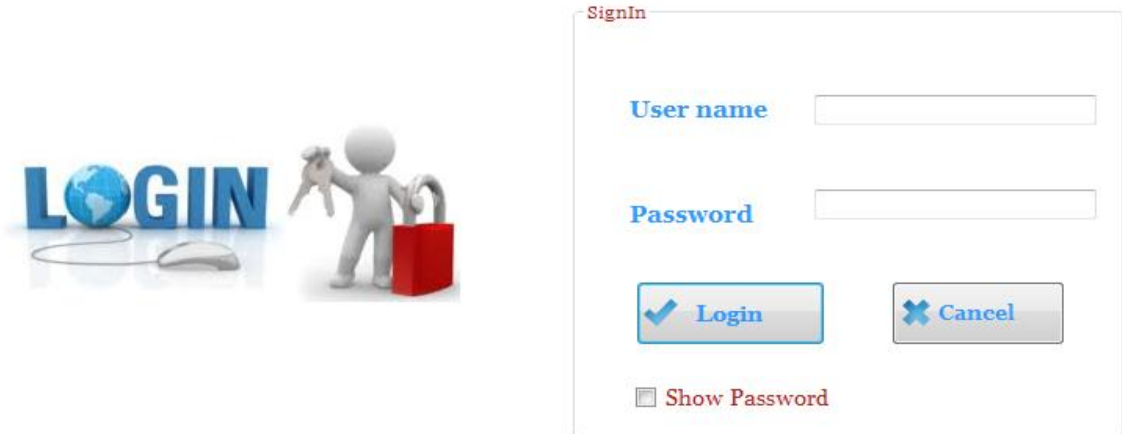 SignIn
User name
LOGIN
Password
Login
Cancel
Show Password